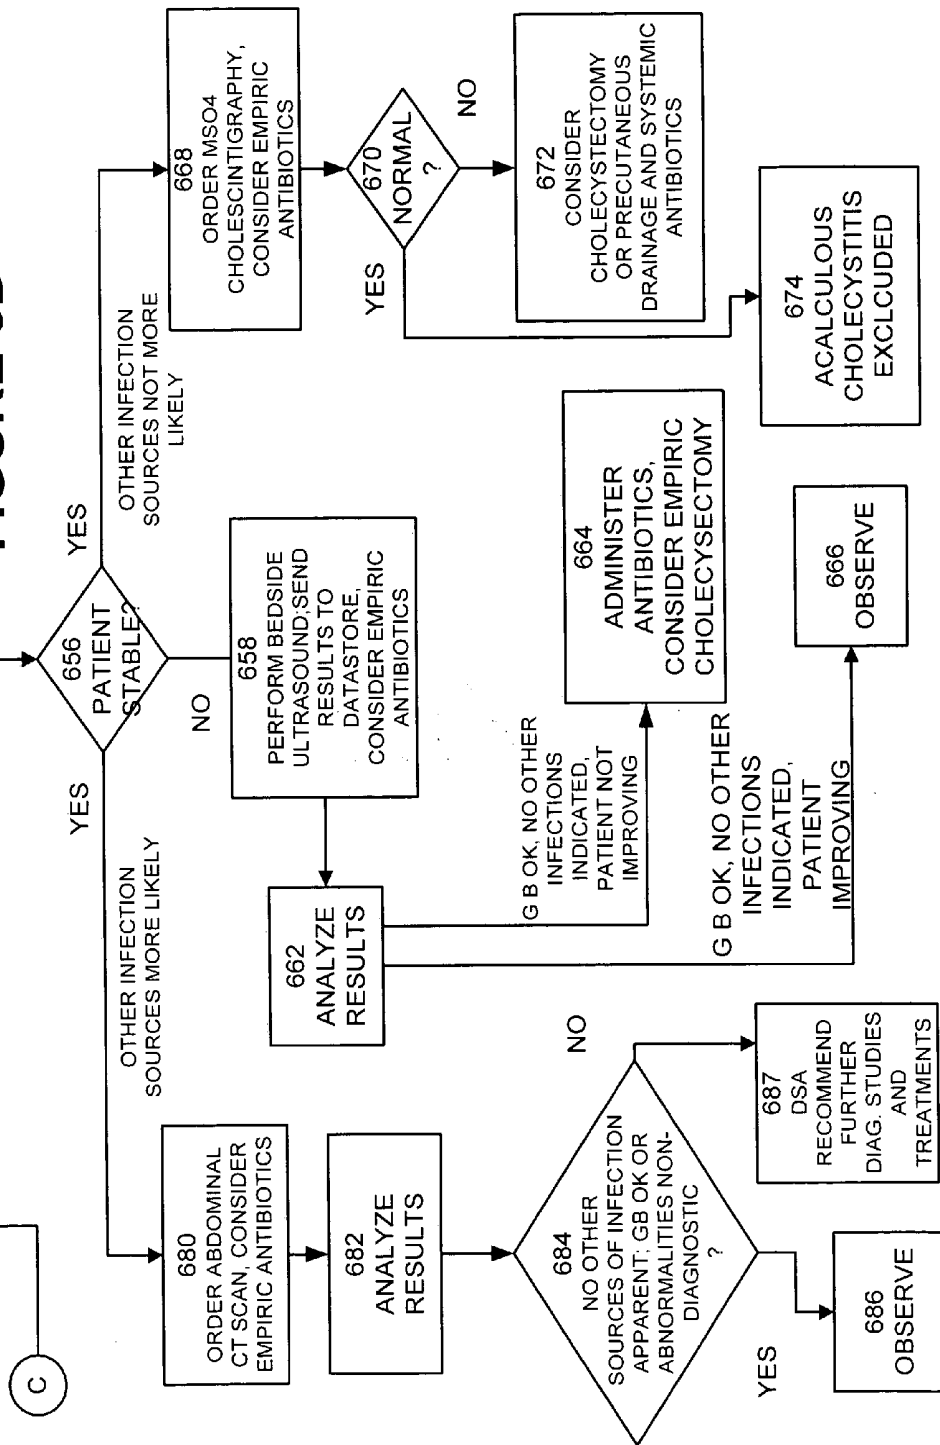 C
656
PATIENT
STABLE?
YES
YES
NO
OTHER INFECTION
SOURCES MORE LIKELY
OTHER INFECTION
SOURCES NOT MORE
LIKELY
680
ORDER ABDOMINAL
CT SCAN, CONSIDER
EMPIRIC ANTIBIOTICS
682
ANALYZE
RESULTS
684
NO OTHER
SOURCES OF INFECTION
APPARENT; GB OK OR
ABNORMALITIES NON-
DIAGNOSTIC
?
YES
NO
686
OBSERVE
687
DSA
RECOMMEND
FURTHER
DIAG. STUDIES
AND
TREATMENTS
658
PERFORM BEDSIDE
ULTRASOUND;SEND
RESULTS TO
DATASTORE,
CONSIDER EMPIRIC
ANTIBIOTICS
662
ANALYZE
RESULTS
G B OK, NO OTHER
INFECTIONS
INDICATED,
PATIENT NOT
IMPROVING
G B OK, NO OTHER
INFECTIONS
INDICATED,
PATIENT
IMPROVING
664
ADMINISTER
ANTIBIOTICS,
CONSIDER EMPIRIC
CHOLECYSECTOMY
666
OBSERVE
668
ORDER MSO4
CHOLESCINTIGRAPHY,
CONSIDER EMPIRIC
ANTIBIOTICS
670
NORMAL
?
YES
NO
672
CONSIDER
CHOLECYSTECTOMY
OR PRECUTANEOUS
DRAINAGE AND SYSTEMIC
ANTIBIOTICS
674
ACALCULOUS
CHOLECYSTITIS
EXCLCUDED